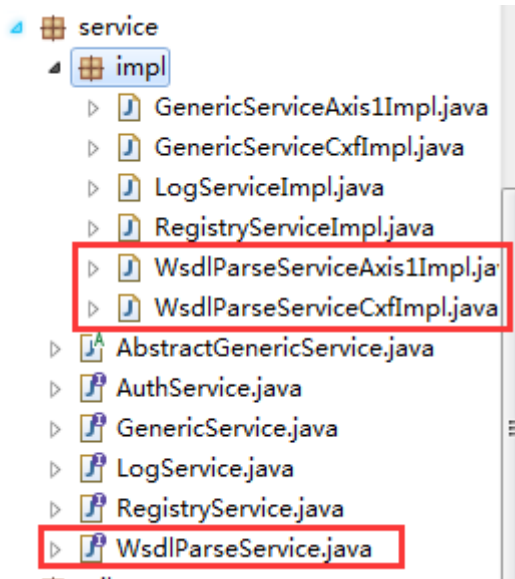 service
impl
GenericServiceAxis1Impl.java
GenericServiceCxfImpl.java
LogServiceImpl.java
RegistryServiceImpl.java
WsdlParseServiceAxis1Impl.ja
WsdlParseServiceCxfImpl.java
AbstractGenericService.java
AuthService.java
GenericService.java
LogService.java
RegistryService.java
WsdlParseService.java